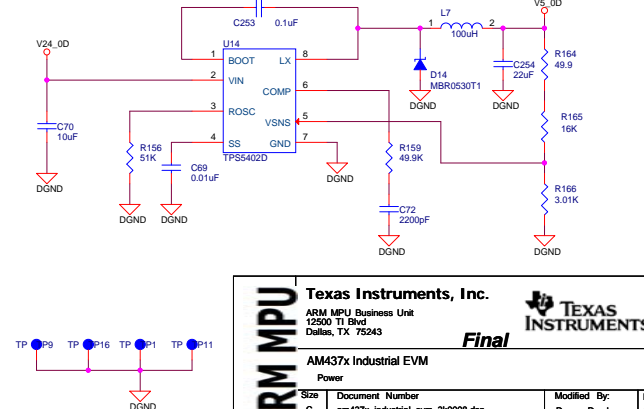 V5_0D
C253 0.1uF
L7
1 2
100uH
V24_0D
U14
1 BOOT LX 8
2 VIN
COMP 6
3 ROSC
VSNS 5
4 SS GND 7
TPS5402D
D14
MBR0530T1
DGND
C254
22uF
DGND
R164
49.9
R165
16K
R166
3.01K
DGND
C70
10uF
DGND
R156
51K
DGND
C69
0.01uF
DGND
DGND
R159
49.9K
C72
2200pF
DGND
TP P9 TP P16 TP P1 TP P11
DGND
ARM MPU
Texas Instruments, Inc.
ARM MPU Business Unit
12500 TI Blvd
Dallas, TX 75243
Final
TEXAS
INSTRUMENTS
AM437x Industrial EVM
Power
Size Document Number Modified By: